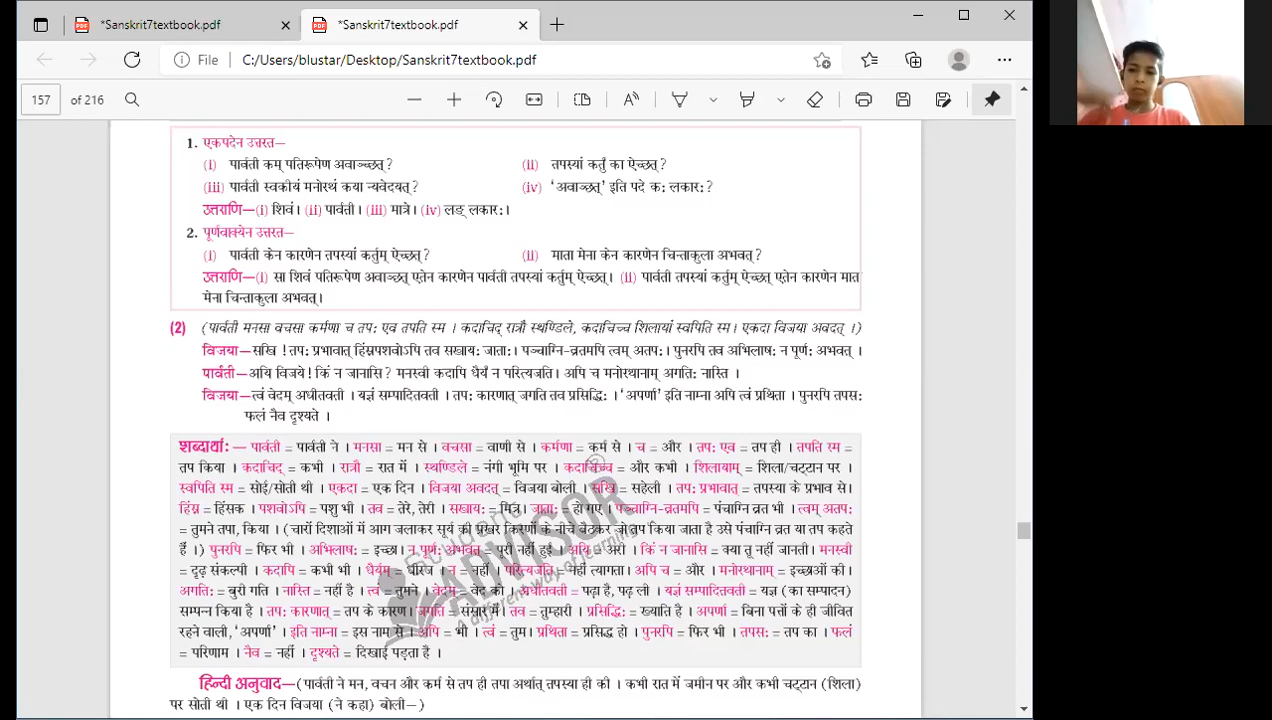 *Sanskrit7textbook.pdf
*Sanskrit7textbook.pdf
File C:/Users/blustar/Desktop/Sanskrit7textbook.pdf
157 of 216
1. एकपदेन उत्तरत—
(i) पार्वती कम् पतिरूपेण अवाञ्च्छत्? (ii) तपस्यां कर्तुं का ऐच्छत्?
(iii) पार्वती स्वकीयं मनोरथं कया न्यवेदयत्? (iv) 'अवाञ्छत्' इति पदे क: लकार:?
उत्तराणि—(i) शिवं। (ii) पार्वती। (iii) मात्रे। (iv) लङ् लकार:।
2. पूर्णवाक्येन उत्तरत—
(i) पार्वती केन कारणेन तपस्यां कर्तुम् ऐच्छत्? (ii) माता मेना केन कारणेन चिन्ताकुला अभवत्?
उत्तराणि—(i) सा शिवं पतिरूपेण अवाञ्छत् एतेन कारणेन पार्वती तपस्यां कर्तुम् ऐच्छत्। (ii) पार्वती तपस्यां कर्तुम् ऐच्छत् एतेन कारणेन मात
मेना चिन्ताकुला अभवत्।
(2) (पार्वती मनसा वचसा कर्मणा च तप: एव तपति स्म । कदाचिद् रात्रौ स्थण्डिले, कदाचिच्च शिलायां स्वपिति स्म। एकदा विजया अवदत् ।)
विजया—सखि ! तप: प्रभावात् हिंस्रपशवोऽपि तव सखाय: जाता:। पञ्चाग्नि-व्रतमपि त्वम् अतप:। पुनरपि तव अभिलाष: न पूर्ण: अभवत् ।
पार्वती—अयि विजये! किं न जानासि? मनस्वी कदापि धैर्यं न परित्यजति। अपि च मनोरथानाम् अगति: नास्ति ।
विजया—त्वं वेदम् अधीतवती । यज्ञं सम्पादितवती । तप: कारणात् जगति तव प्रसिद्धि: । 'अपर्णा' इति नाम्ना अपि त्वं प्रथिता । पुनरपि तपस:
फलं नैव दृश्यते ।
शब्दार्था:— पार्वती = पार्वती ने । मनसा = मन से । वचसा = वाणी से । कर्मणा = कर्म से । च = और । तप: एव = तप ही । तपति स्म =
तप किया । कदाचिद् = कभी । रात्रौ = रात में । स्थण्डिले = नंगी भूमि पर । कदाचिच्च = और कभी । शिलायाम् = शिला/चट्टान पर ।
स्वपिति स्म = सोई/सोती थी । एकदा = एक दिन । विजया अवदत् = विजया बोली । सखि = सहेली । तप: प्रभावात् = तपस्या के प्रभाव से।
हिंस्र = हिंसक । पशवोऽपि = पशु भी । तव = तेरे, तेरी । सखाय: = मित्र। जाता: = हो गए । पञ्चाग्नि-व्रतमपि = पंचाग्नि व्रत भी । त्वम् अतप:
= तुमने तपा, किया । (चारों दिशाओं में आग जलाकर सूर्य की प्रखर किरणों के नीचे बैठकर जो तप किया जाता है उसे पंचाग्नि व्रत या तप कहते
हैं ।) पुनरपि = फिर भी । अभिलाष: = इच्छा। न पूर्ण: अभवत् = पूरी नहीं हुई । अयि = अरी । किं न जानासि = क्या तू नहीं जानती। मनस्वी
= दृढ़ संकल्पी । कदापि = कभी भी । धैर्यम् = धीरज । न = नहीं । परित्यजति = नहीं त्यागता। अपि च = और । मनोरथानाम् = इच्छाओं की।
अगति: = बुरी गति । नास्ति = नहीं है । त्वं = तुमने । वेदम् = वेद को । अधीतवती = पढ़ा है, पढ़ ली । यज्ञं सम्पादितवती = यज्ञ (का सम्पादन)
सम्पन्न किया है । तप: कारणात् = तप के कारण। जगति = संसार में। तव = तुम्हारी । प्रसिद्धि: = ख्याति है । अपर्णा = बिना पत्तों के ही जीवित
रहने वाली, 'अपर्णा' । इति नाम्ना = इस नाम से । अपि = भी । त्वं = तुम। प्रथिता = प्रसिद्ध हो । पुनरपि = फिर भी । तपस: = तप का । फलं
= परिणाम । नैव = नहीं । दृश्यते = दिखाई पड़ता है ।
ADVISOR
A different way of learning
हिन्दी अनुवाद—(पार्वती ने मन, वचन और कर्म से तप ही तपा अर्थात् तपस्या ही की । कभी रात में जमीन पर और कभी चट्टान (शिला)
पर सोती थी । एक दिन विजया (ने कहा) बोली—)